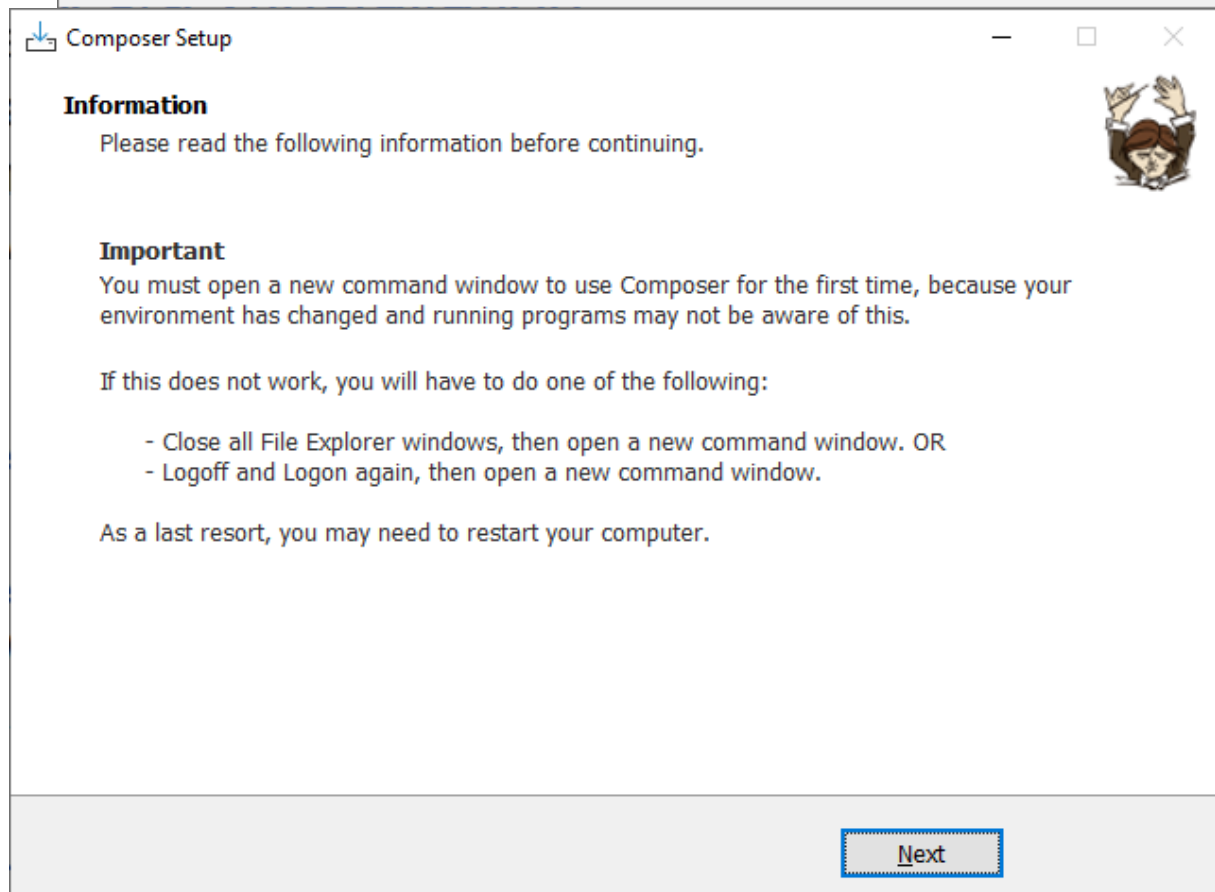 Composer Setup
Information
Please read the following information before continuing.
Important
You must open a new command window to use Composer for the first time, because your
environment has changed and running programs may not be aware of this.
If this does not work, you will have to do one of the following:
- Close all File Explorer windows, then open a new command window. OR
- Logoff and Logon again, then open a new command window.
As a last resort, you may need to restart your computer.
Next